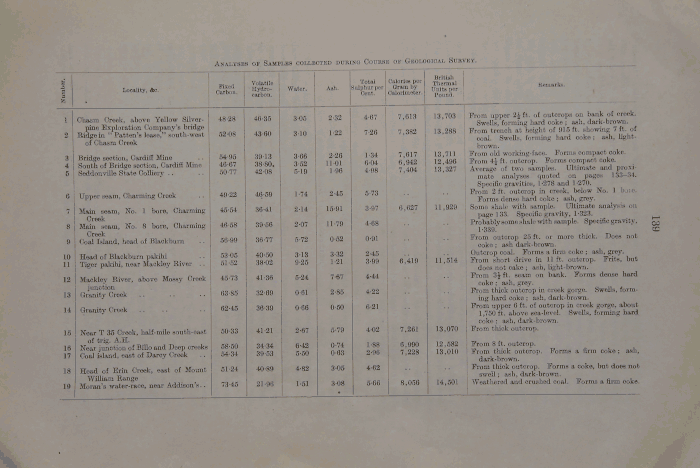 ANALYSES OF SAMPLES COLLECTED DURING COURSE OF GEOLOGICAL SURVEY.
Number. Locality, &c. Fixed Carbon. Volatile Hydro-carbon. Water. Ash. Total Sulphur per Cent. Calories per Gram by Calorimeter. British Thermal Units per Pound. Remarks.
1 Chasm Creek, above Yellow Silver- 48·28 46·35 3·05 2·32 4·67 7,613 13,703 From upper 2½ ft. of outcrops on bank of creek.
pine Exploration Company's bridge Swells, forming hard coke; ash, dark-brown.
2 Ridge in "Patten's lease," south-west 52·08 43·60 3·10 1·22 7·26 7,382 13,288 From trench at height of 915 ft. showing 7 ft. of
of Chasm Creek coal. Swells, forming hard coke; ash, light-
brown.
3 Bridge section, Cardiff Mine .. 54·95 39·13 3·66 2·26 1·34 7,617 13,711 From old working-face. Forms compact coke.
4 South of Bridge section, Cardiff Mine 46·67 38·80 3·52 11·01 6·04 6,942 12,496 From 4½ ft. outcrop. Forms compact coke.
5 Seddonville State Colliery .. 50·77 42·08 5·19 1·96 4·98 7,404 13,327 Average of two samples. Ultimate and proxi-
mate analyses quoted on pages 133–34.
Specific gravities, 1·278 and 1·270.
6 Upper seam, Charming Creek 49·22 46·59 1·74 2·45 5·73 .. .. From 2 ft. outcrop in creek, below No. 1 bore.
Forms dense hard coke; ash, grey.
7 Main seam, No. 1 bore, Charming 45·54 36·41 2·14 15·91 3·97 6,627 11,929 Some shale with sample. Ultimate analysis on
Creek page 133. Specific gravity, 1·323.
8 Main seam, No. 8 bore, Charming 46·58 39·56 2·07 11·79 4·68 Probably some shale with sample. Specific gravity,
Creek 1·339.
9 Coal Island, head of Blackburn 56·99 36·77 5·72 0·52 0·91 From outcrop 25 ft. or more thick. Does not
coke; ash dark-brown.
10 Head of Blackburn pakihi 53·05 40·50 3·13 3·32 2·45 Outcrop coal. Forms a firm coke; ash, grey.
11 Tiger pakihi, near Mackley River .. 51·52 38·02 9·25 1·21 3·99 6,419 11,514 From short drive in 11 ft. outcrop. Frits, but
does not cake; ash, light-brown.
12 Mackley River, above Mossy Creek 45·73 41·36 5·24 7·67 4·44 From 3½ ft. seam on bank. Forms dense hard
junction coke; ash, grey.
13 Granity Creek .. 63·85 32·69 0·61 2·85 4·22 From thick outcrop in creek gorge. Swells, form-
ing hard coke; ash, dark-brown.
14 Granity Creek .. 62·45 36·39 0·66 0·50 6·21 From upper 6 ft. of outcrop in creek gorge, about
1,750 ft. above sea-level. Swells, forming hard
coke; ash, dark-brown.
15 Near T 35 Creek, half-mile south-east 50·33 41·21 2·67 5·79 4·02 7,261 13,070 From thick outcrop.
of trig. A.H.
16 Near junction of Billo and Deep creeks 58·50 34·34 6·42 0·74 1·88 6,990 12,582 From 8 ft. outcrop.
17 Coal island, east of Darcy Creek .. 54·34 39·53 5·50 0·63 2·96 7,228 13,010 From thick outcrop. Forms a firm coke; ash,
dark-brown.
18 Head of Erin Creek, east of Mount 51·24 40·89 4·82 3·05 4·62 From thick outcrop. Forms a coke, but does not
William Range swell; ash, dark-brown.
19 Moran's water-race, near Addison's .. 73·45 21·96 1·51 3·08 5·66 8,056 14,501 Weathered and crushed coal. Forms a firm coke.
139